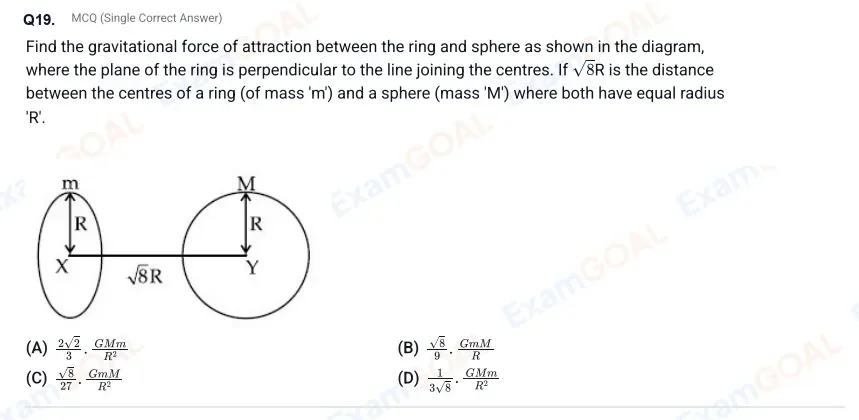 Q19. MCQ (Single Correct Answer)
Find the gravitational force of attraction between the ring and sphere as shown in the diagram,
where the plane of the ring is perpendicular to the line joining the centres. If √8R is the distance
between the centres of a ring (of mass 'm') and a sphere (mass 'M') where both have equal radius
'R'.
m M
R R
X Y
√8R
(A) 2√2/3 . GMm/R² (B) √8/9 . GmM/R
(C) √8/27 . GmM/R² (D) 1/3√8 . GMm/R²
ExamGOAL